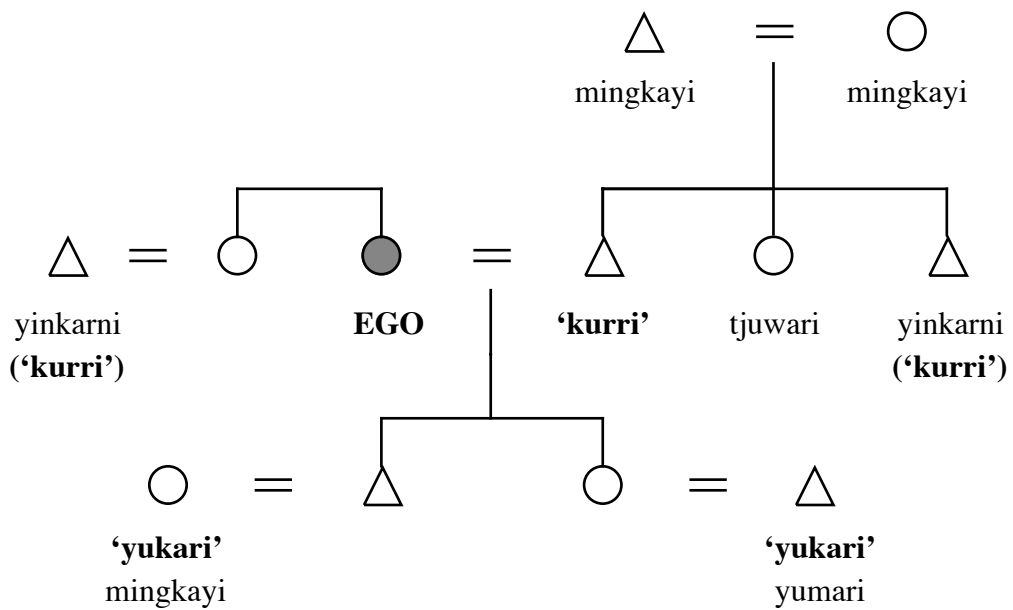 mingkayi mingkayi
yinkarni EGO ‘kurri’ tjuwari yinkarni
(‘kurri’) (‘kurri’)
‘yukari’ ‘yukari’
mingkayi yumari